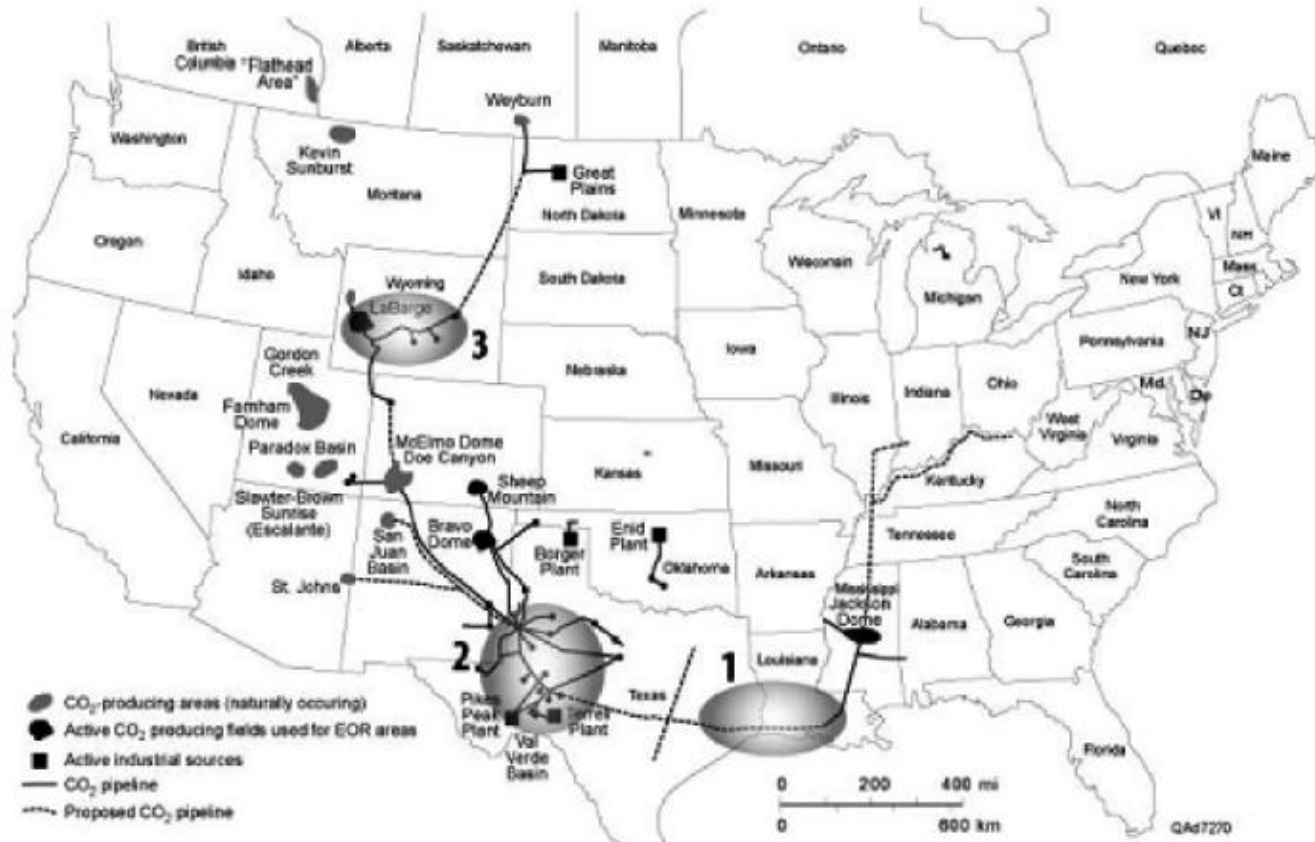 British
Columbia "Flathead
Area"
Alberta
Saskatchewan
Manitoba
Ontario
Quebec
Weyburn
Washington
Kevin
Sunburst
Montana
Great
Plains
North Dakota
Minnesota
Maine
VT
NH
Mass
Ct
New York
Oregon
Idaho
Wyoming
LaBarge
3
South Dakota
Wisconsin
Michigan
Iowa
Pennsylvania
NJ
Md
De
Nebraska
Illinois
Indiana
Ohio
West
Virginia
Virginia
Gordon
Creek
Nevada
Farnham
Dome
California
Paradox Basin
McElmo Dome
Doe Canyon
Kansas
Missouri
Kentucky
Slawter-Brown
Sunrise
(Escalante)
Sheep
Mountain
San
Juan
Basin
Bravo
Dome
Borger
Plant
Enid
Plant
Oklahoma
Arkansas
Tennessee
North
Carolina
South
Carolina
St. Johns
Mississippi
Jackson
Dome
Alabama
Georgia
2
1
Louisiana
Texas
Pikes
Peak
Plant
Terrell
Plant
Val
Verde
Basin
Florida
CO2-producing areas (naturally occuring)
Active CO2 producing fields used for EOR areas
Active industrial sources
CO2 pipeline
Proposed CO2 pipeline
0 200 400 mi
0 600 km
QAd7270